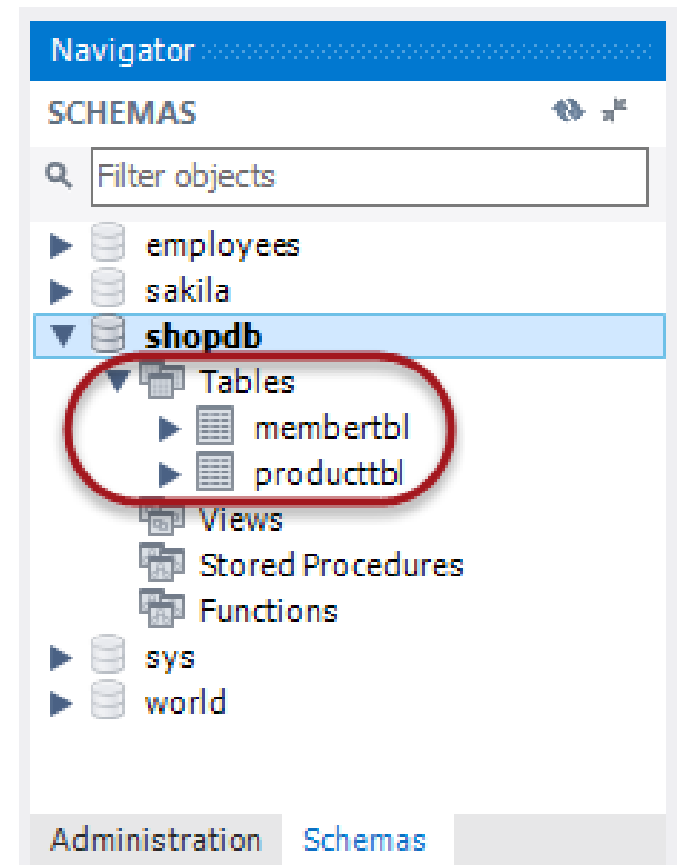 Navigator
SCHEMAS
Filter objects
employees
sakila
shopdb
Tables
membertbl
producttbl
Views
Stored Procedures
Functions
sys
world
Administration Schemas